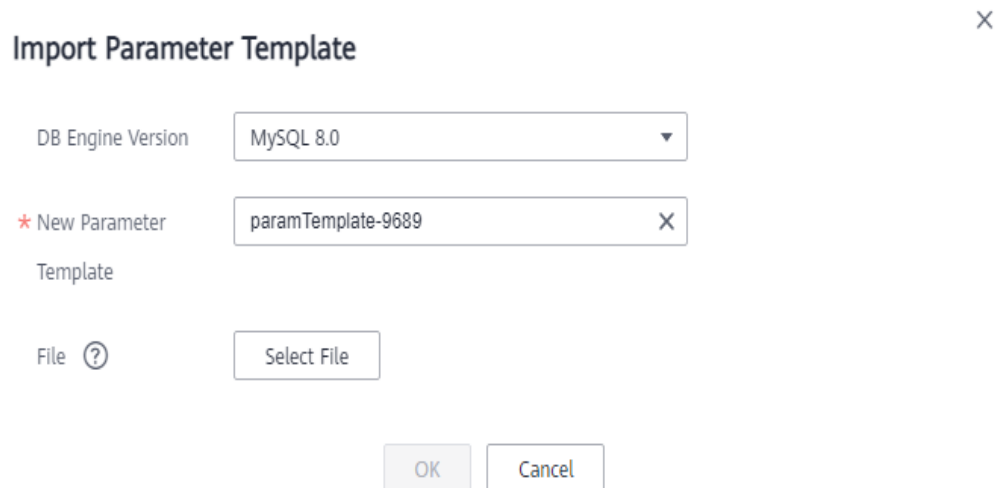 Import Parameter Template
DB Engine Version
MySQL 8.0
* New Parameter
Template
paramTemplate-9689
File ?
Select File
OK
Cancel